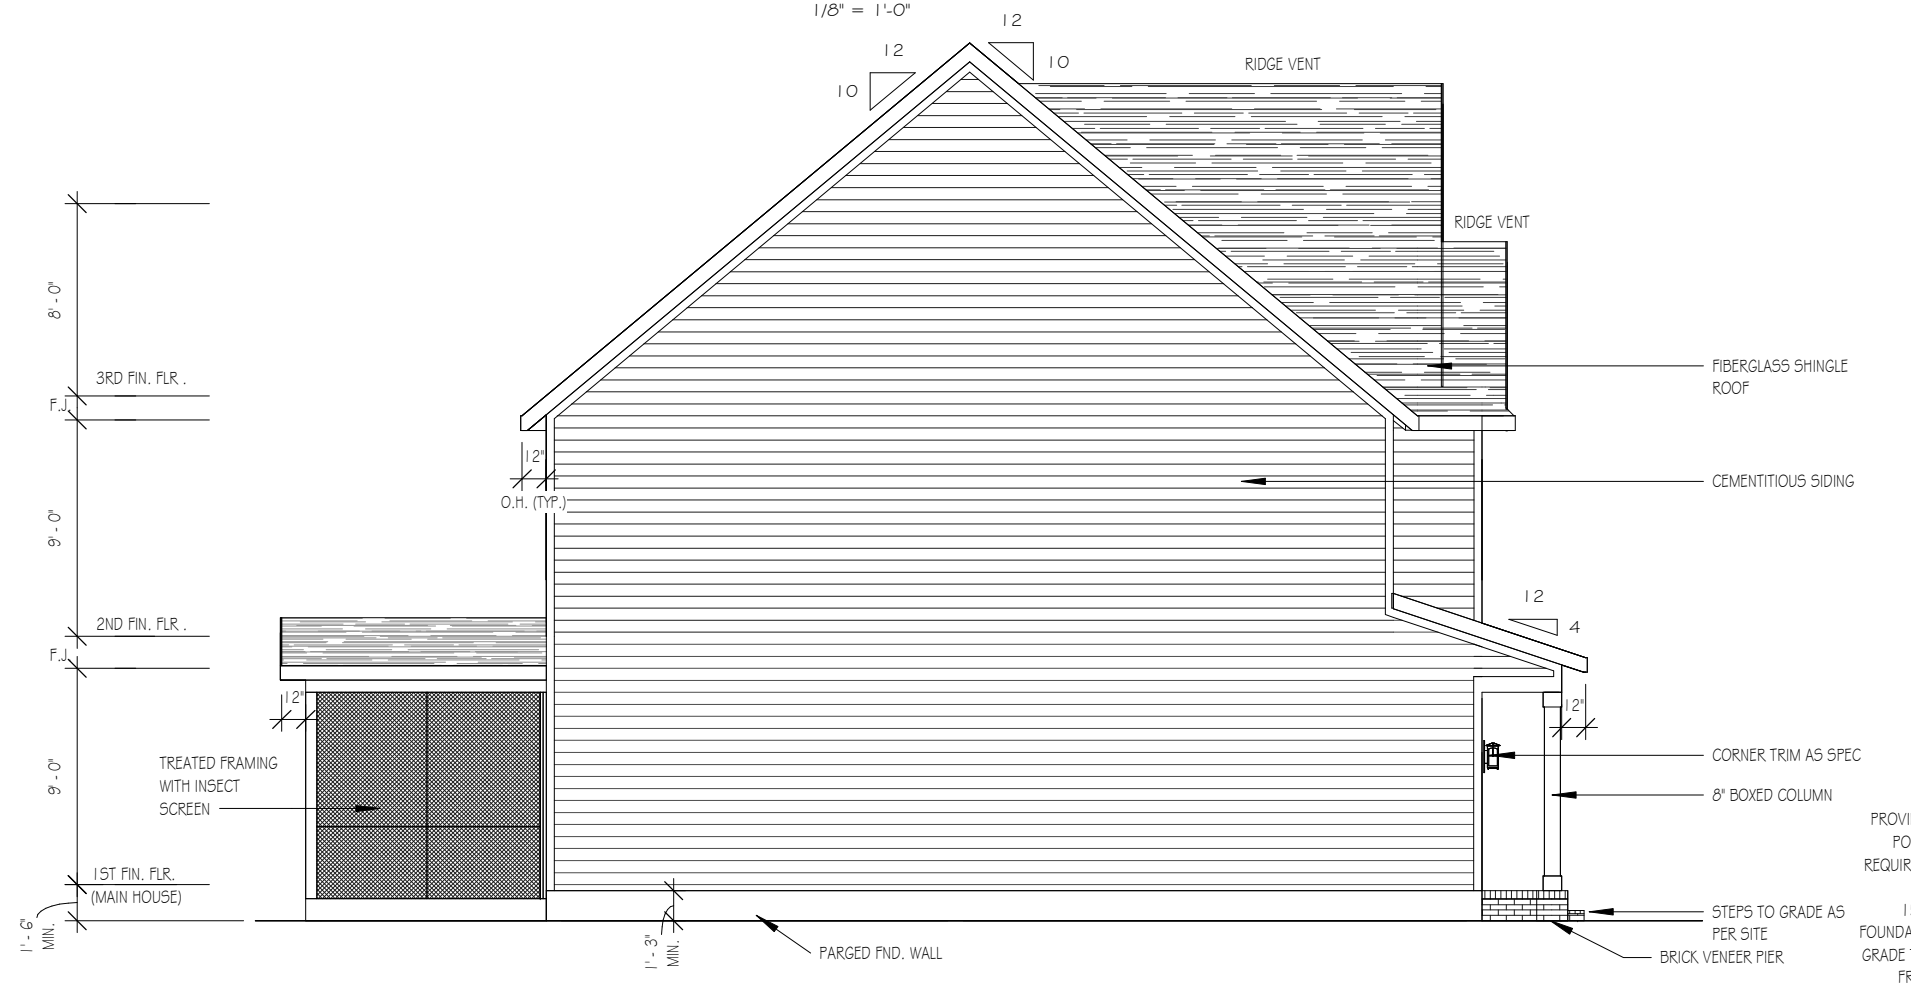 1/8" = 1'-0"
12
12
10
10
RIDGE VENT
RIDGE VENT
8' - 0"
3RD FIN. FLR .
F.J.
FIBERGLASS SHINGLE
ROOF
12"
O.H. (TYP.)
CEMENTITIOUS SIDING
9' - 0"
12
4
2ND FIN. FLR .
F.J.
12"
12"
TREATED FRAMING
WITH INSECT
SCREEN
9' - 0"
CORNER TRIM AS SPEC
8" BOXED COLUMN
1ST FIN. FLR.
(MAIN HOUSE)
1' - 6"
MIN.
1' - 3"
MIN.
PARGED FND. WALL
STEPS TO GRADE AS
PER SITE
BRICK VENEER PIER
GRADE